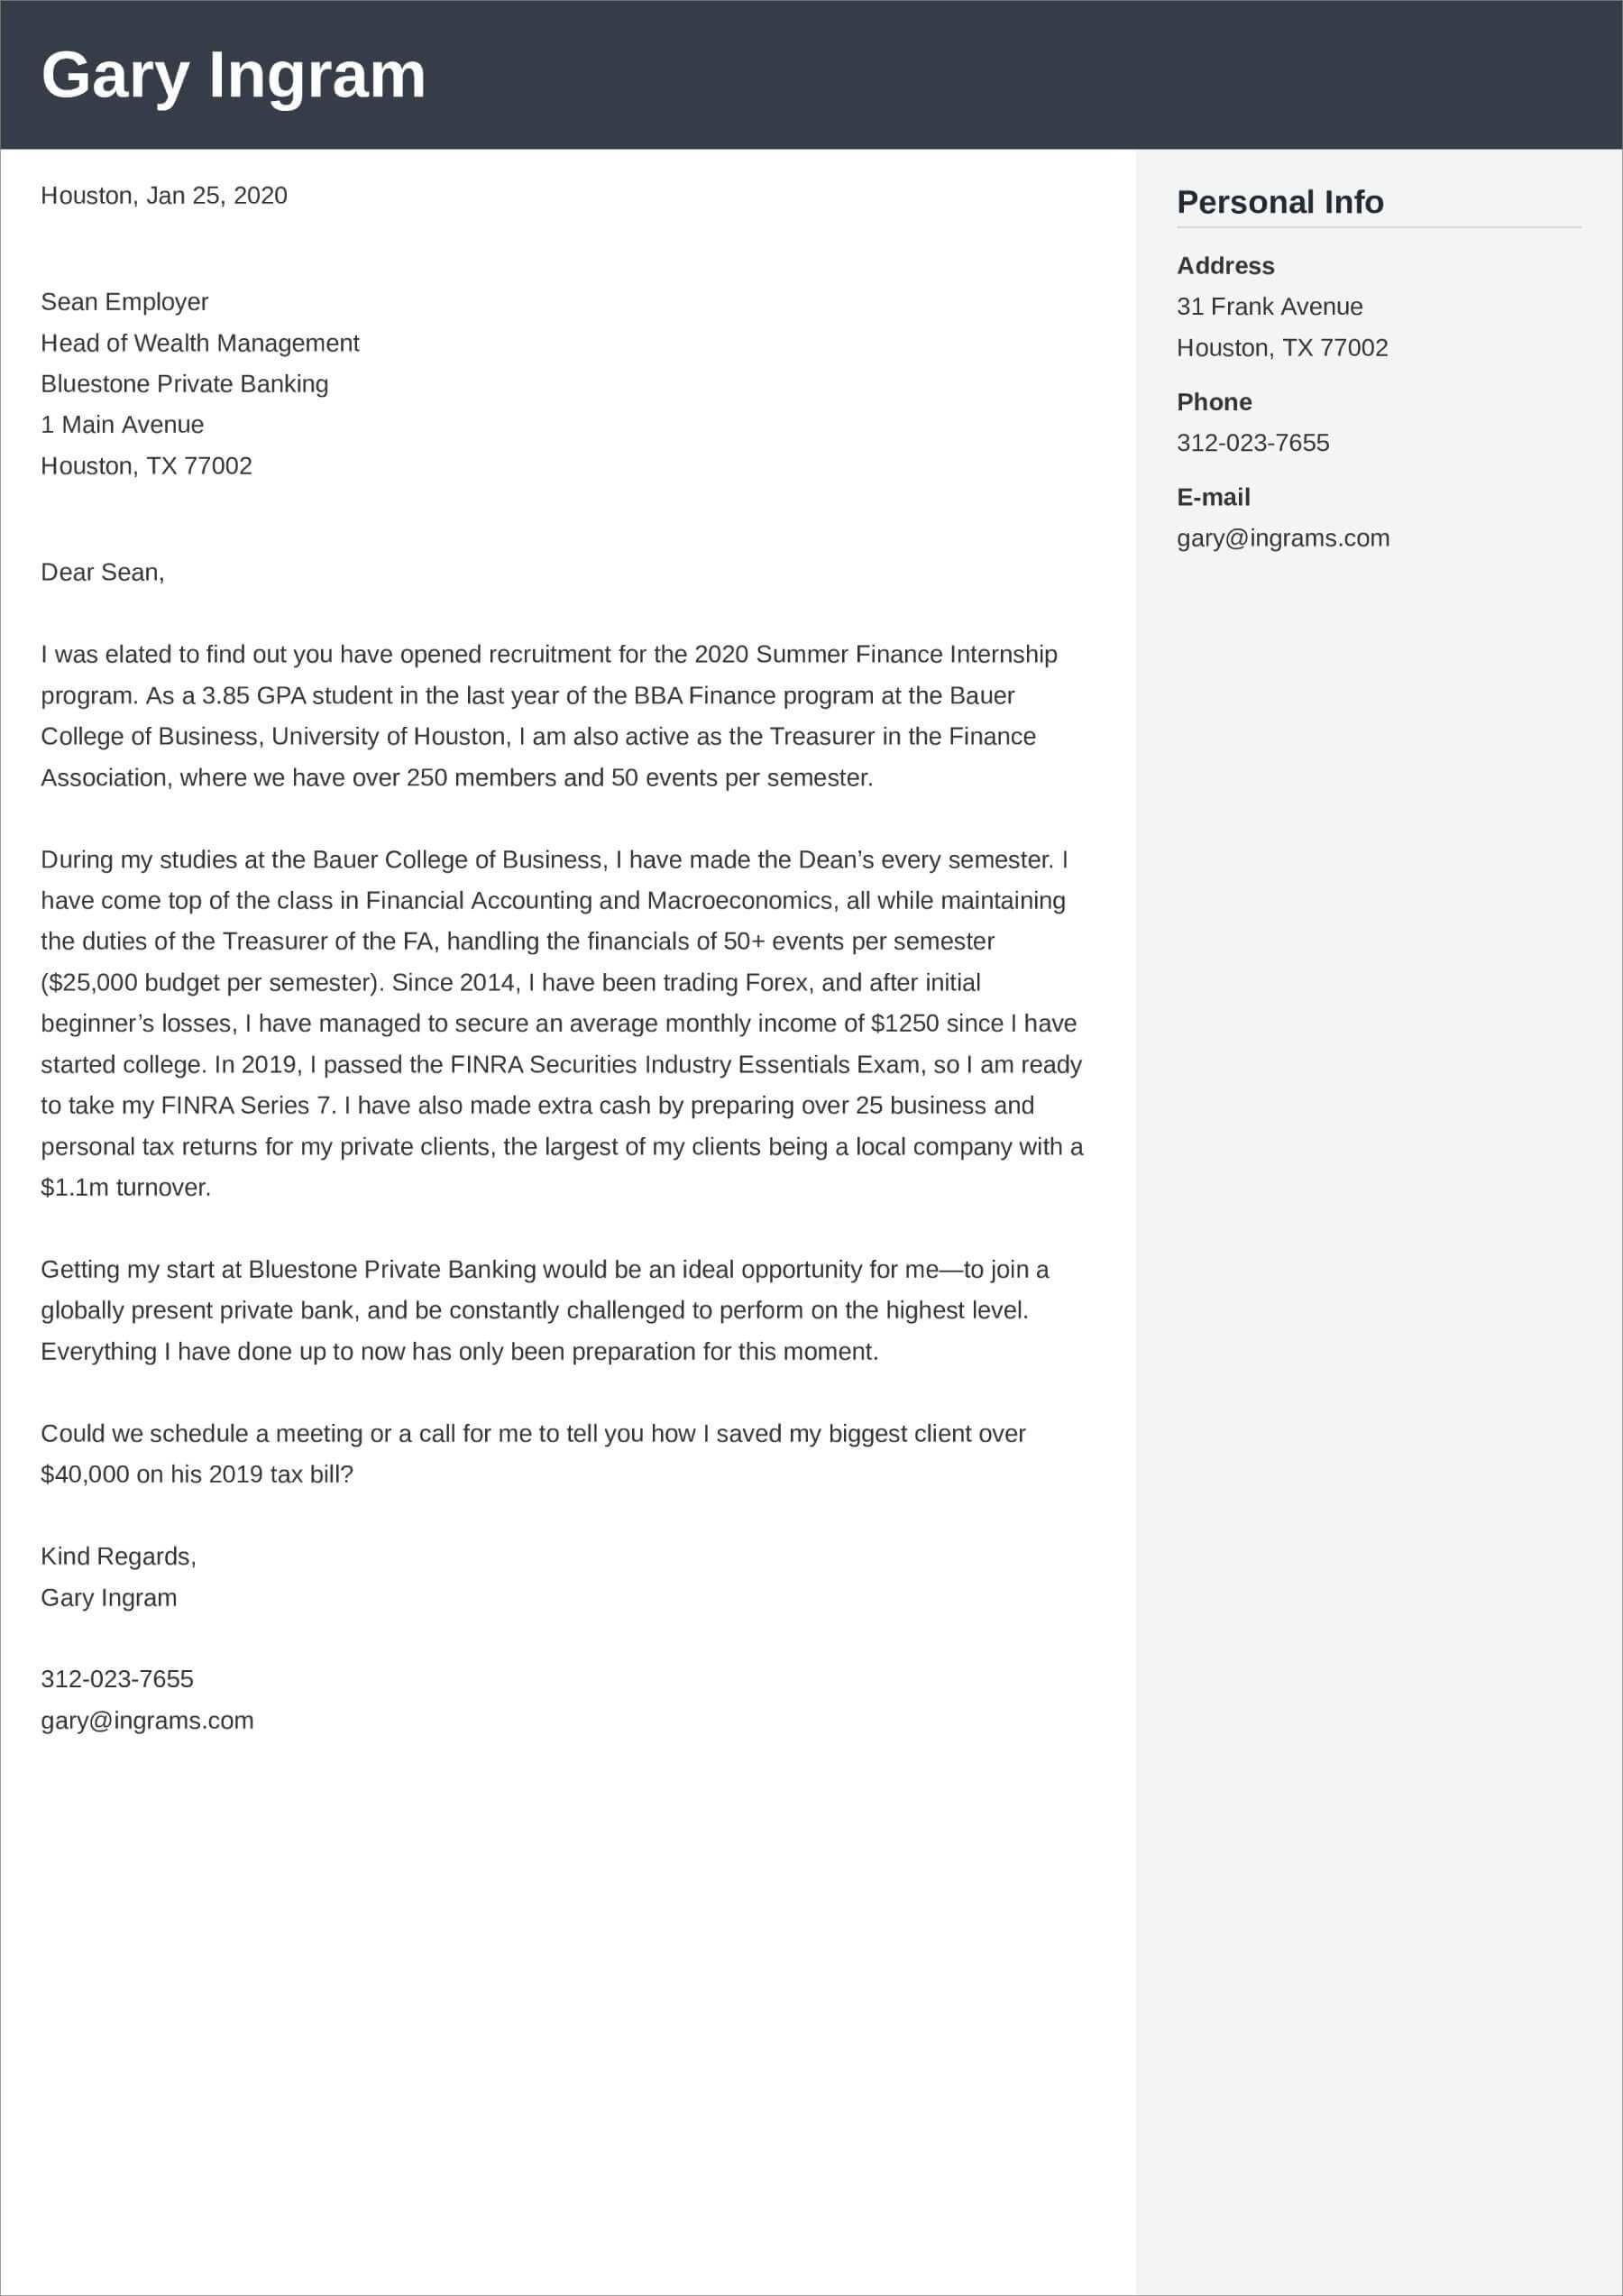 Gary Ingram
Houston, Jan 25, 2020
Sean Employer
Head of Wealth Management
Bluestone Private Banking
1 Main Avenue
Houston, TX 77002
Dear Sean,
I was elated to find out you have opened recruitment for the 2020 Summer Finance Internship
program. As a 3.85 GPA student in the last year of the BBA Finance program at the Bauer
College of Business, University of Houston, I am also active as the Treasurer in the Finance
Association, where we have over 250 members and 50 events per semester.
During my studies at the Bauer College of Business, I have made the Dean’s every semester. I
have come top of the class in Financial Accounting and Macroeconomics, all while maintaining
the duties of the Treasurer of the FA, handling the financials of 50+ events per semester
($25,000 budget per semester). Since 2014, I have been trading Forex, and after initial
beginner’s losses, I have managed to secure an average monthly income of $1250 since I have
started college. In 2019, I passed the FINRA Securities Industry Essentials Exam, so I am ready
to take my FINRA Series 7. I have also made extra cash by preparing over 25 business and
personal tax returns for my private clients, the largest of my clients being a local company with a
$1.1m turnover.
Getting my start at Bluestone Private Banking would be an ideal opportunity for me—to join a
globally present private bank, and be constantly challenged to perform on the highest level.
Everything I have done up to now has only been preparation for this moment.
Could we schedule a meeting or a call for me to tell you how I saved my biggest client over
$40,000 on his 2019 tax bill?
Kind Regards,
Gary Ingram
312-023-7655
gary@ingrams.com
Personal Info
Address
31 Frank Avenue
Houston, TX 77002
Phone
312-023-7655
E-mail
gary@ingrams.com